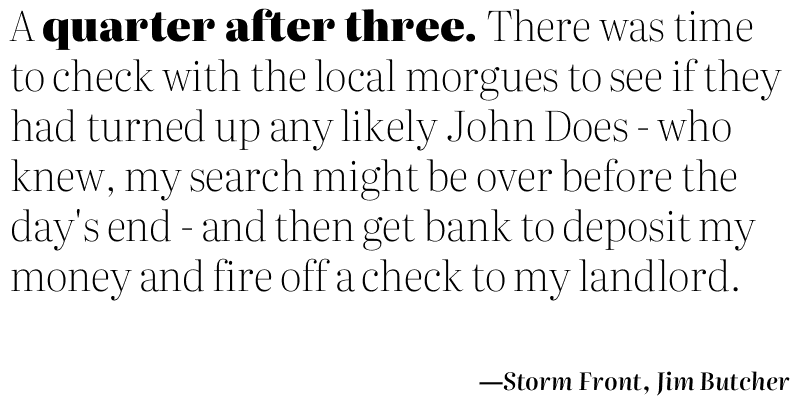 A quarter after three. There was time
to check with the local morgues to see if they
had turned up any likely John Does - who
knew, my search might be over before the
day's end - and then get bank to deposit my
money and fire off a check to my landlord.
—Storm Front, Jim Butcher